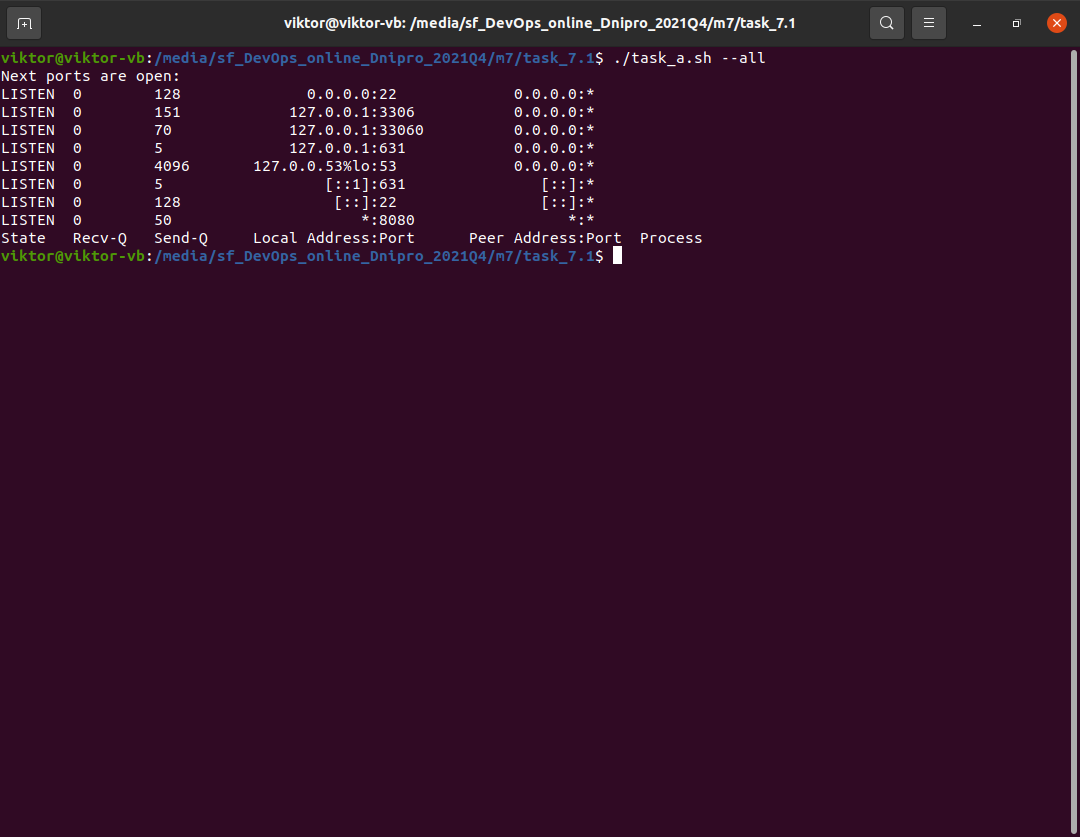 viktor@viktor-vb: /media/sf_DevOps_online_Dnipro_2021Q4/m7/task_7.1
viktor@viktor-vb:/media/sf_DevOps_online_Dnipro_2021Q4/m7/task_7.1$ ./task_a.sh --all
Next ports are open:
LISTEN  0        128              0.0.0.0:22             0.0.0.0:*
LISTEN  0        151            127.0.0.1:3306           0.0.0.0:*
LISTEN  0        70             127.0.0.1:33060          0.0.0.0:*
LISTEN  0        5              127.0.0.1:631            0.0.0.0:*
LISTEN  0        4096       127.0.0.53%lo:53             0.0.0.0:*
LISTEN  0        5                  [::1]:631               [::]:*
LISTEN  0        128                 [::]:22                [::]:*
LISTEN  0        50                     *:8080                 *:*
State   Recv-Q   Send-Q     Local Address:Port      Peer Address:Port  Process
viktor@viktor-vb:/media/sf_DevOps_online_Dnipro_2021Q4/m7/task_7.1$